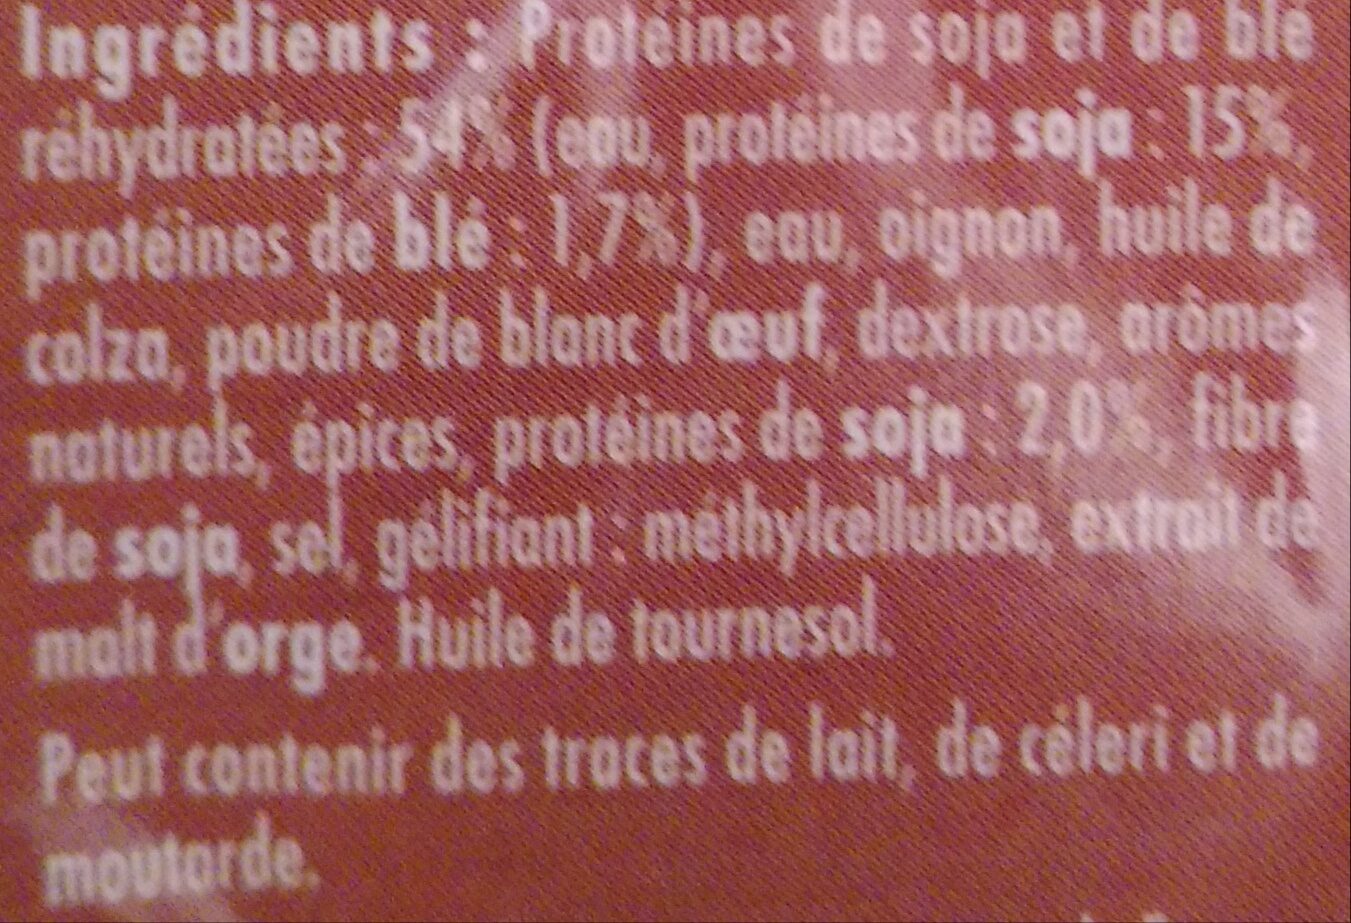 Ingrédients : Protéines de soja et de blé
réhydratées : 54% (eau, protéines de soja : 15%,
protéines de blé : 1,7%), eau, oignon, huile de
colza, poudre de blanc d'œuf, dextrose, arômes
naturels, épices, protéines de soja : 2,0%, fibre
de soja, sel, gélifiant : méthylcellulose, extrait de
malt d'orge. Huile de tournesol.
Peut contenir des traces de lait, de céleri et de
moutarde.